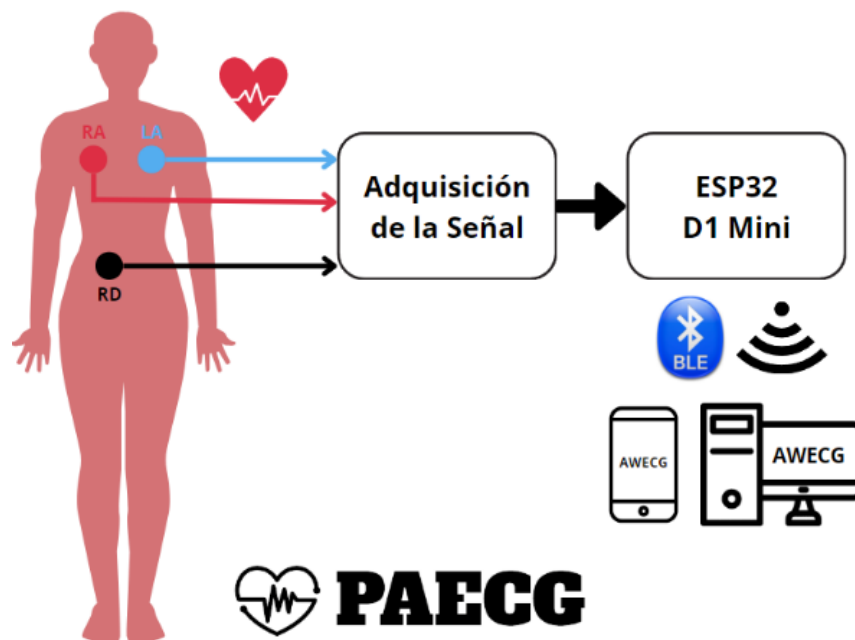 RA
LA
RD
Adquisición
de la Señal
ESP32
D1 Mini
BLE
AWECG
AWECG
PAECG